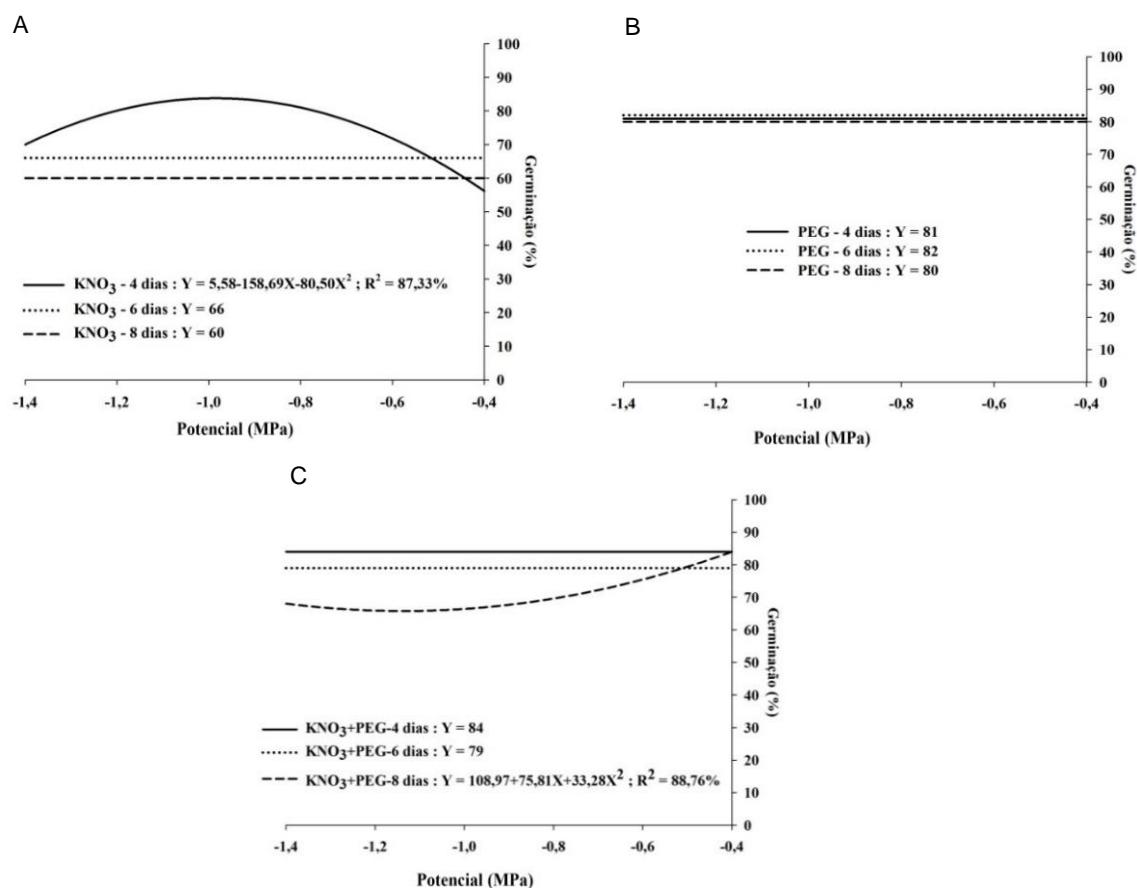 A
100
90
80
70
60
50
40
30
20
10
0
Germinação (%)
KNO3 - 4 dias : Y = 5,58-158,69X-80,50X² ; R² = 87,33%
KNO3 - 6 dias : Y = 66
KNO3 - 8 dias : Y = 60
-1,4 -1,2 -1,0 -0,8 -0,6 -0,4
Potencial (MPa)
B
100
90
80
70
60
50
40
30
20
10
0
Germinação (%)
PEG - 4 dias : Y = 81
PEG - 6 dias : Y = 82
PEG - 8 dias : Y = 80
-1,4 -1,2 -1,0 -0,8 -0,6 -0,4
Potencial (MPa)
C
100
90
80
70
60
50
40
30
20
10
0
Germinação (%)
KNO3+PEG-4 dias : Y = 84
KNO3+PEG-6 dias : Y = 79
KNO3+PEG-8 dias : Y = 108,97+75,81X+33,28X² ; R² = 88,76%
-1,4 -1,2 -1,0 -0,8 -0,6 -0,4
Potencial (MPa)